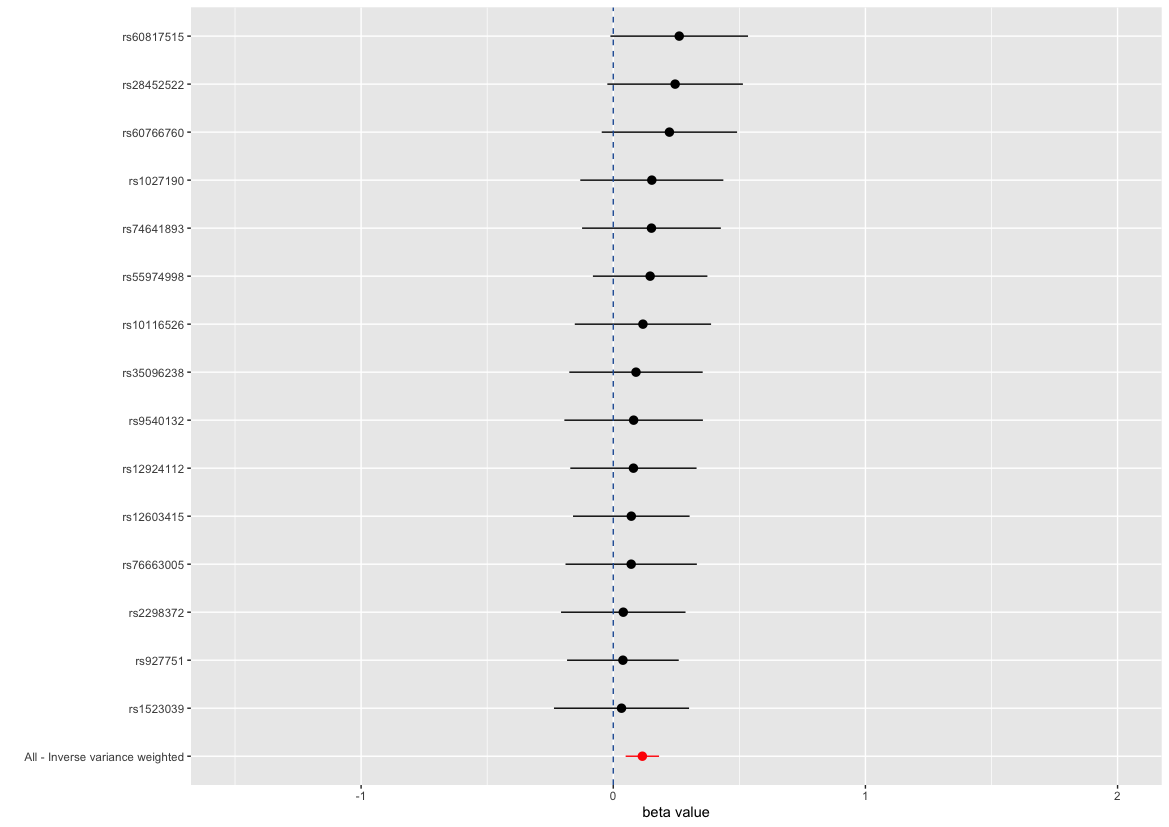 rs60817515
rs28452522
rs60766760
rs1027190
rs74641893
rs55974998
rs10116526
rs35096238
rs9540132
rs12924112
rs12603415
rs76663005
rs2298372
rs927751
rs1523039
All - Inverse variance weighted
-1 0 1 2
beta value